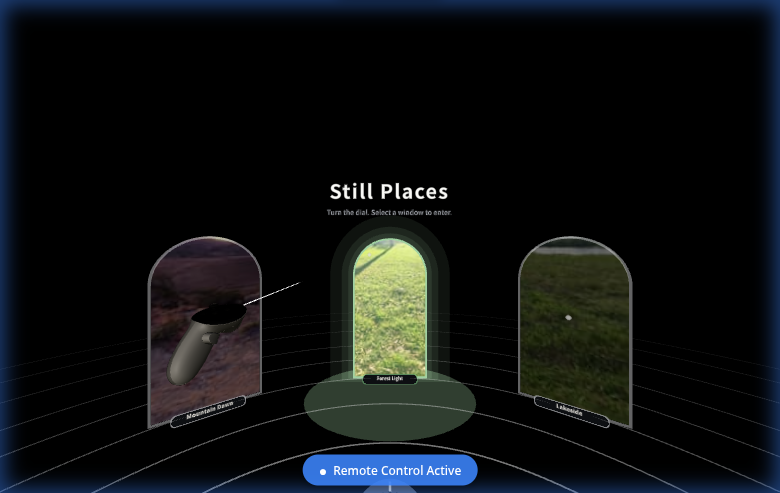 Still Places
Turn the dial. Select a window to enter.
Forest Light
Mountain Dawn
Lakeside
Remote Control Active